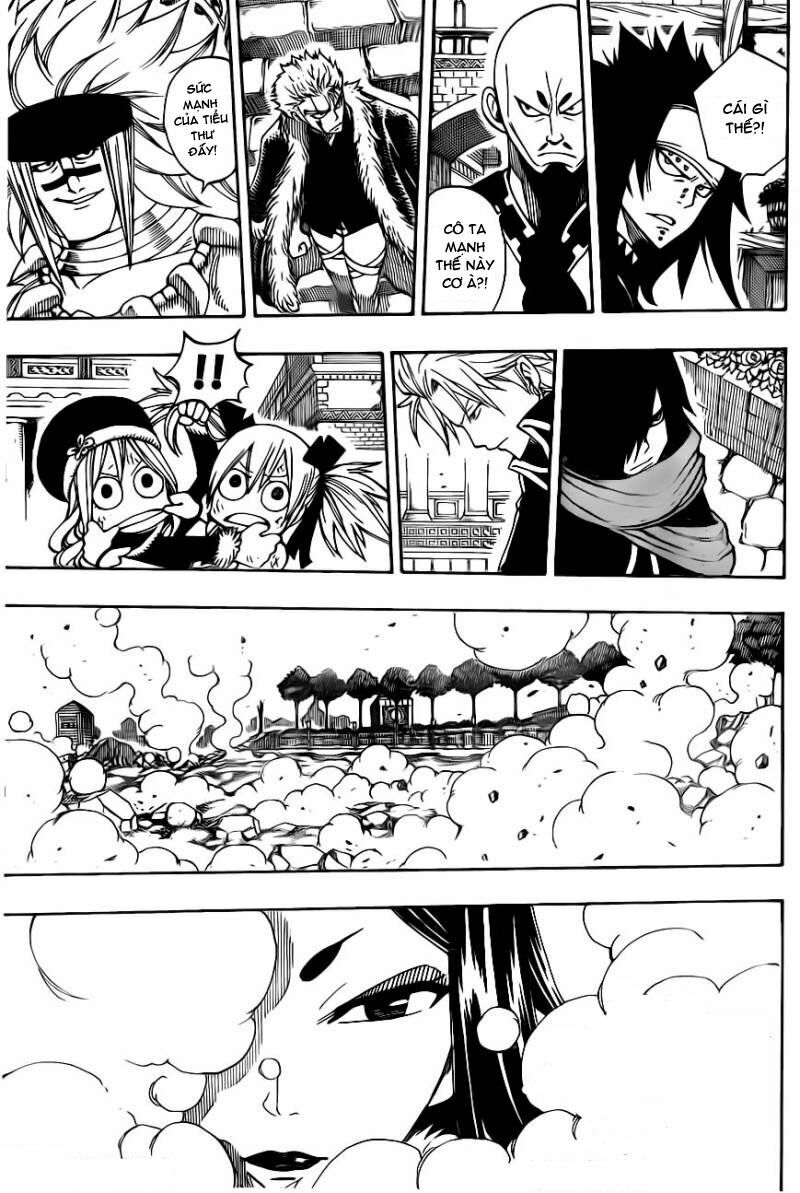 CÁI GÌ
THẾ?!
CÔ TA
MẠNH
THẾ NÀY
CƠ À?!
SỨC
MẠNH
CỦA TIỂU
THƯ
ĐẤY!
!!